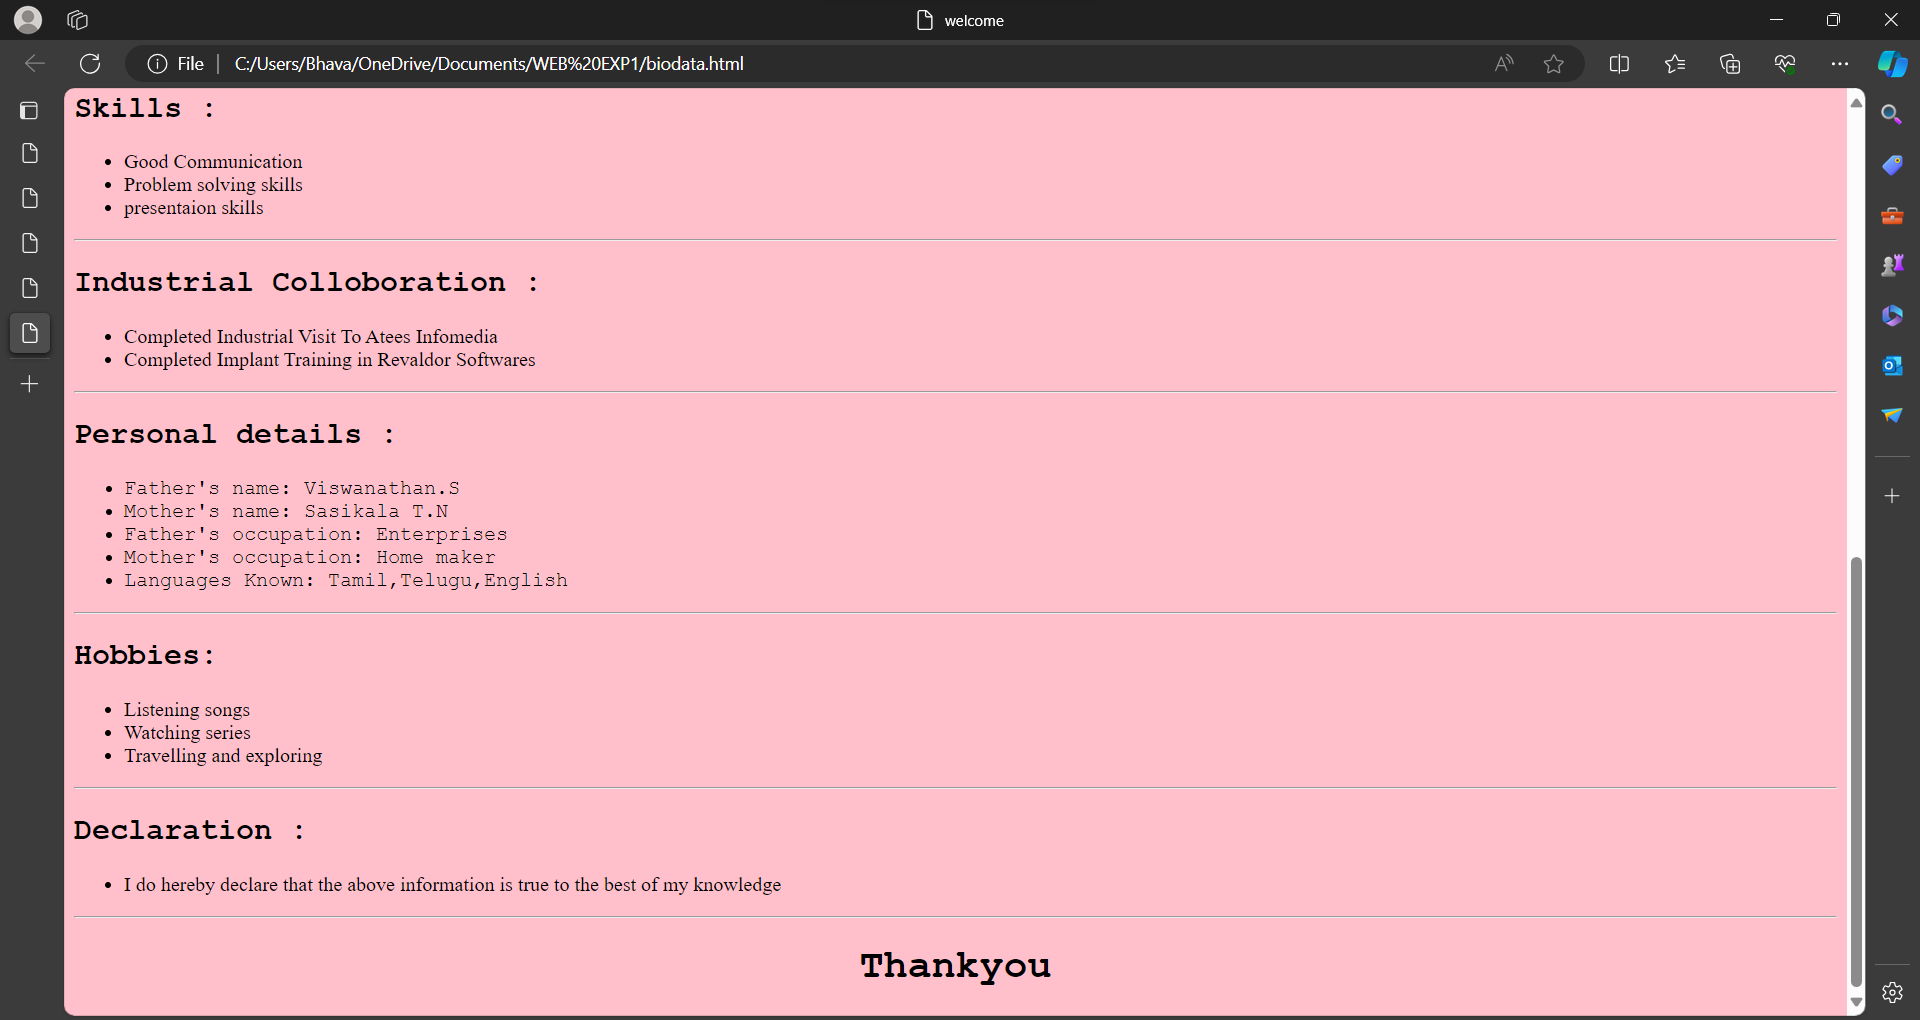 welcome
File
C:/Users/Bhava/OneDrive/Documents/WEB%20EXP1/biodata.html
Skills :
Good Communication
Problem solving skills
presentaion skills
Industrial Colloboration :
Completed Industrial Visit To Atees Infomedia
Completed Implant Training in Revaldor Softwares
Personal details :
Father's name: Viswanathan.S
Mother's name: Sasikala T.N
Father's occupation: Enterprises
Mother's occupation: Home maker
Languages Known: Tamil,Telugu,English
Hobbies:
Listening songs
Watching series
Travelling and exploring
Declaration :
I do hereby declare that the above information is true to the best of my knowledge
Thankyou